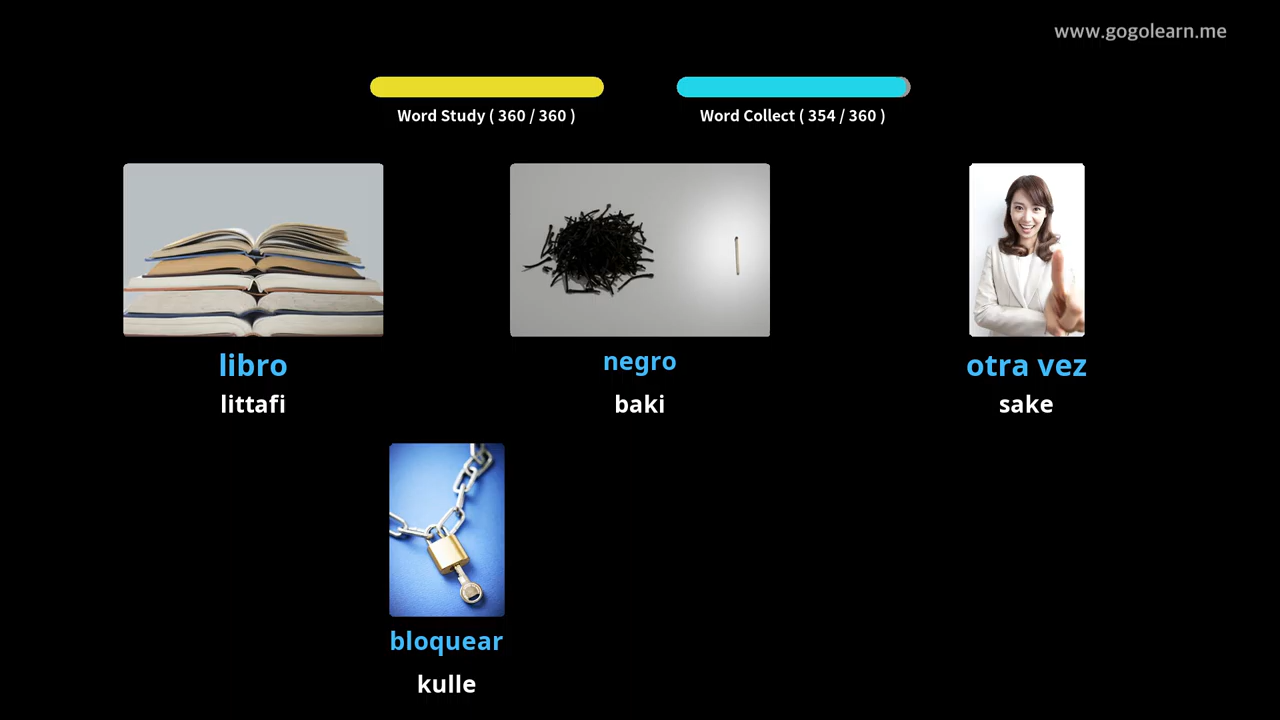 www.gogolearn.me
Word Study ( 360 / 360 )
Word Collect ( 354 / 360 )
libro
negro
otra vez
littafi
baki
sake
bloquear
kulle